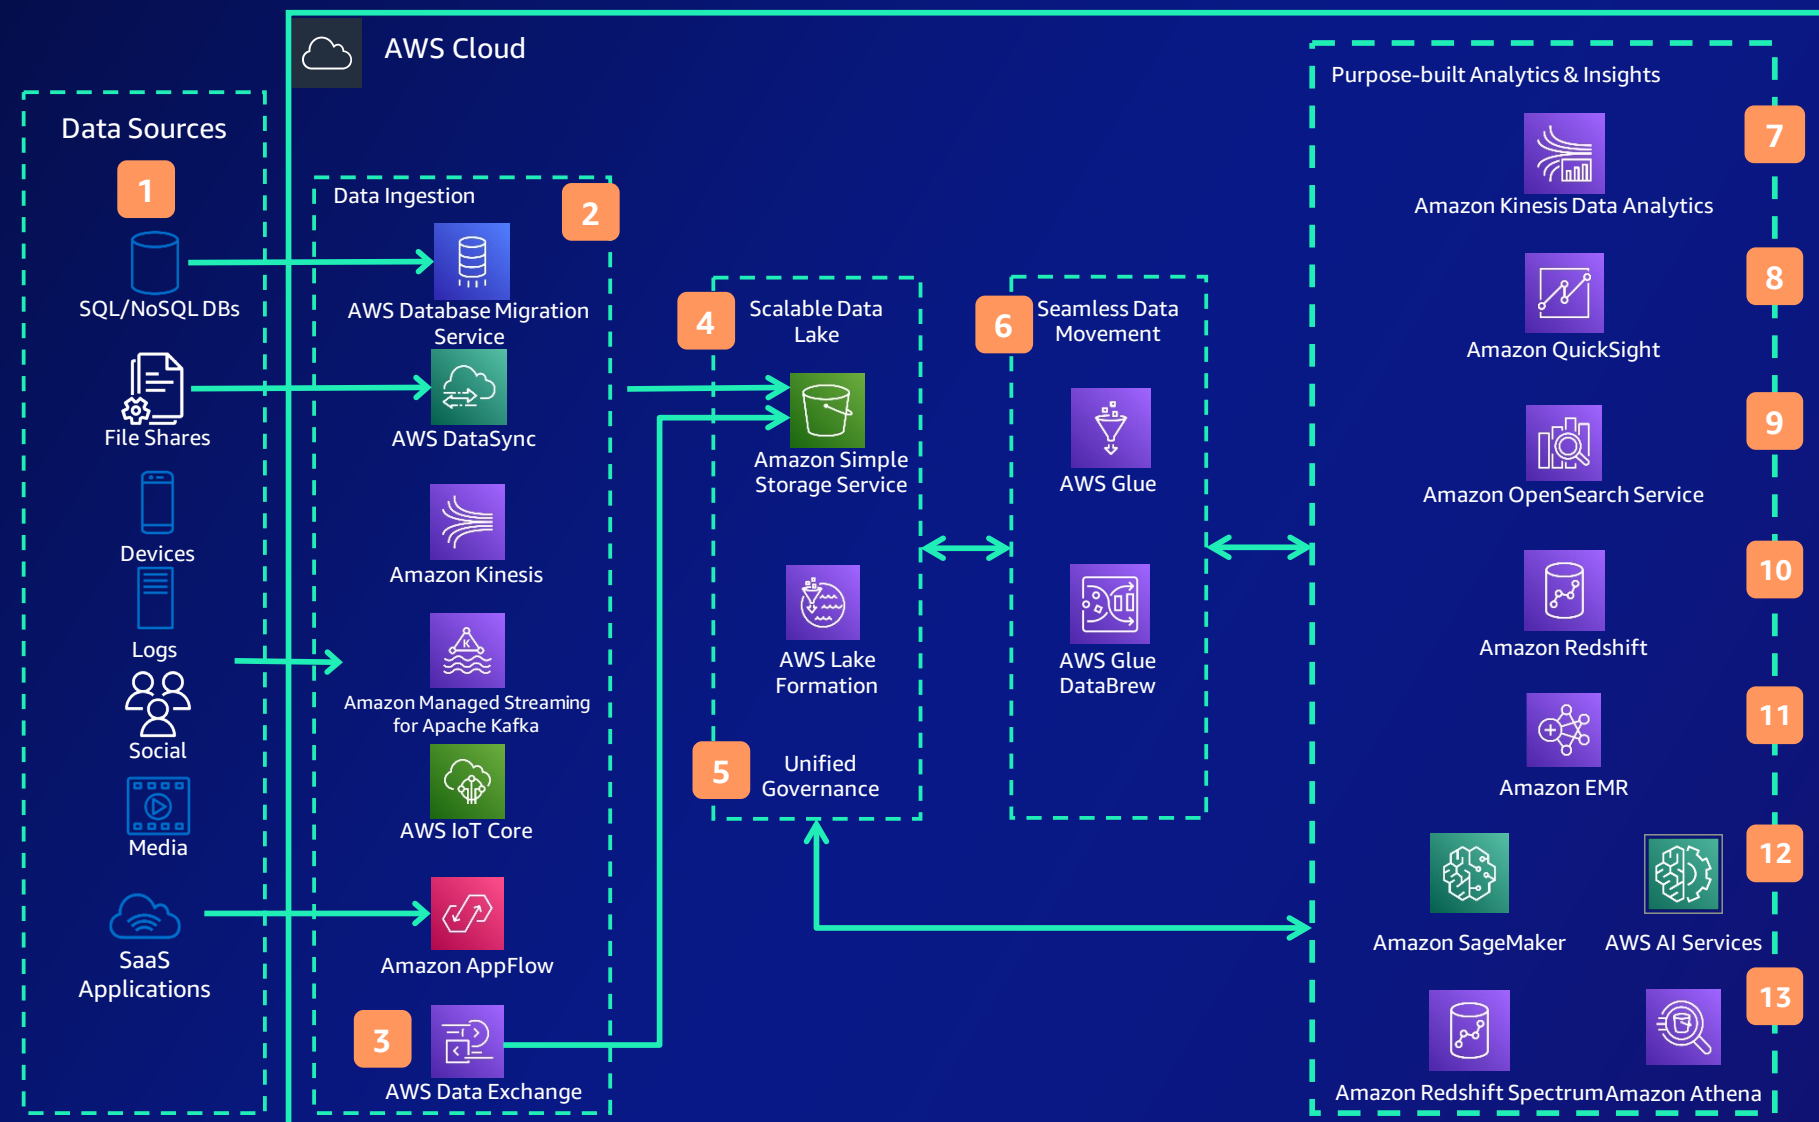 AWS Cloud
Data Sources
1
SQL/NoSQL DBs
File Shares
Devices
Logs
Social
Media
SaaS
Applications
Data Ingestion
2
AWS Database Migration
Service
AWS DataSync
Amazon Kinesis
Amazon Managed Streaming
for Apache Kafka
K
AWS IoT Core
Amazon AppFlow
3
AWS Data Exchange
4
Scalable Data
Lake
Amazon Simple
Storage Service
AWS Lake
Formation
5
Unified
Governance
6
Seamless Data
Movement
AWS Glue
AWS Glue
DataBrew
Purpose-built Analytics & Insights
7
Amazon Kinesis Data Analytics
8
Amazon QuickSight
9
Amazon OpenSearch Service
10
Amazon Redshift
11
Amazon EMR
12
Amazon SageMaker
AWS AI Services
13
Amazon Redshift Spectrum
Amazon Athena